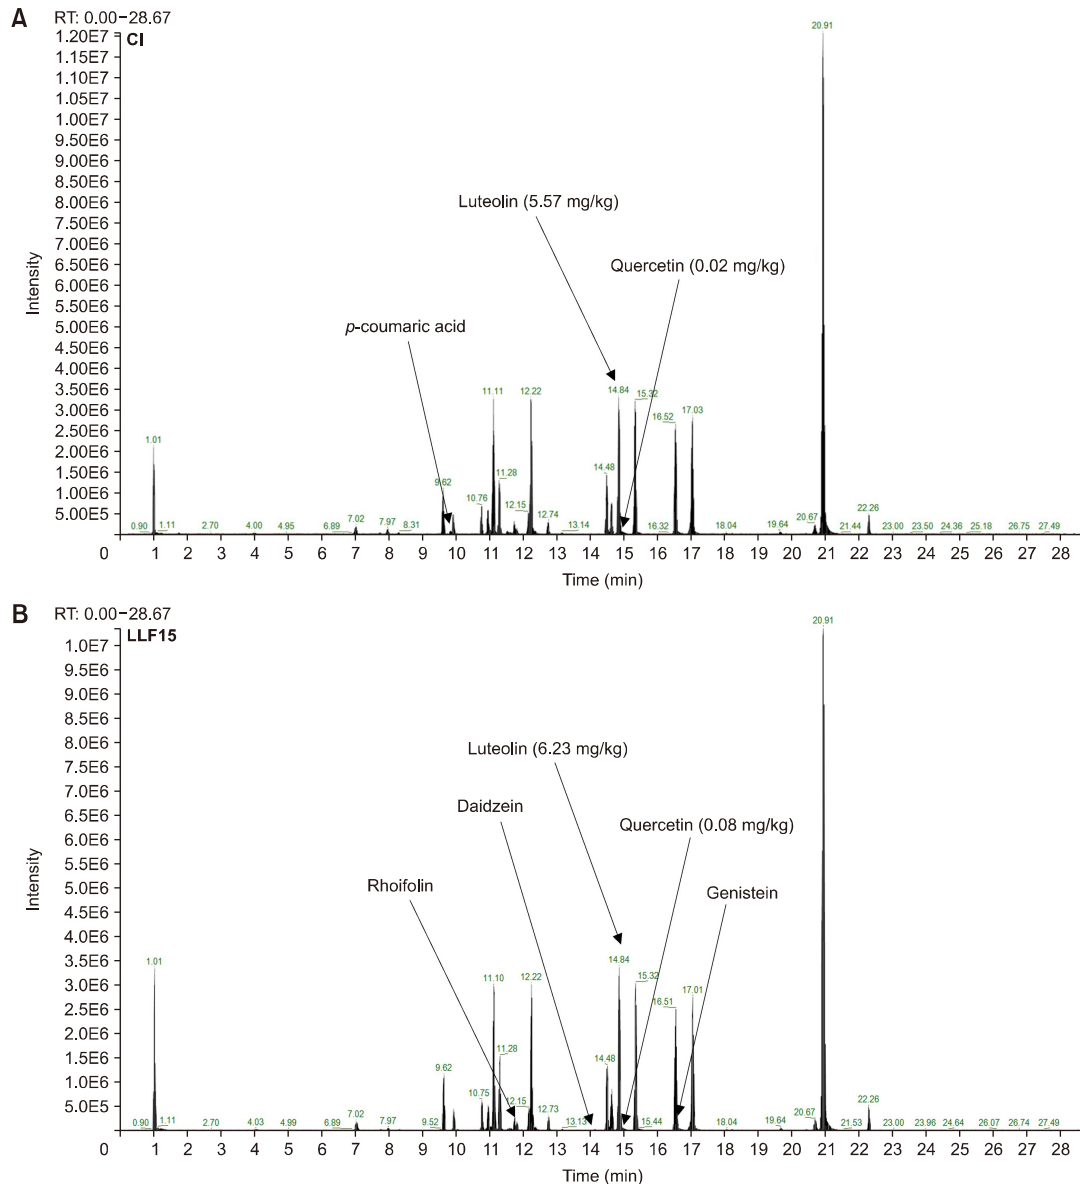 A
RT: 0.00–28.67
CI
1.20E7
1.15E7
1.10E7
1.05E7
1.00E7
9.50E6
9.00E6
8.50E6
8.00E6
7.50E6
7.00E6
6.50E6
6.00E6
5.50E6
5.00E6
4.50E6
4.00E6
3.50E6
3.00E6
2.50E6
2.00E6
1.50E6
1.00E6
5.00E5
Intensity
20.91
Luteolin (5.57 mg/kg)
Quercetin (0.02 mg/kg)
p-coumaric acid
11.11 12.22 14.84 15.32
16.52 17.03
1.01
9.62 11.28 14.48
10.76 12.15 12.74
0.90 1.11 2.70 4.00 4.95 6.89 7.02 7.97 8.31 13.14 16.32 18.04 19.64 20.67 21.44 22.26 23.00 23.50 24.36 25.18 26.75 27.49
0 1 2 3 4 5 6 7 8 9 10 11 12 13 14 15 16 17 18 19 20 21 22 23 24 25 26 27 28
Time (min)
B
RT: 0.00–28.67
LLF15
1.0E7
9.5E6
9.0E6
8.5E6
8.0E6
7.5E6
7.0E6
6.5E6
6.0E6
5.5E6
5.0E6
4.5E6
4.0E6
3.5E6
3.0E6
2.5E6
2.0E6
1.5E6
1.0E6
5.0E5
Intensity
20.91
Luteolin (6.23 mg/kg)
Daidzein
Quercetin (0.08 mg/kg)
Rhoifolin
Genistein
1.01 14.84
11.10 12.22 15.32
16.51 17.01
9.62 11.28 14.48
10.75 12.15 12.73
0.90 1.11 2.70 4.03 4.99 6.89 7.02 7.97 9.52 13.13 15.44 18.04 19.64 20.67 21.53 22.26 23.00 23.96 24.64 26.07 26.74 27.49
0 1 2 3 4 5 6 7 8 9 10 11 12 13 14 15 16 17 18 19 20 21 22 23 24 25 26 27 28
Time (min)